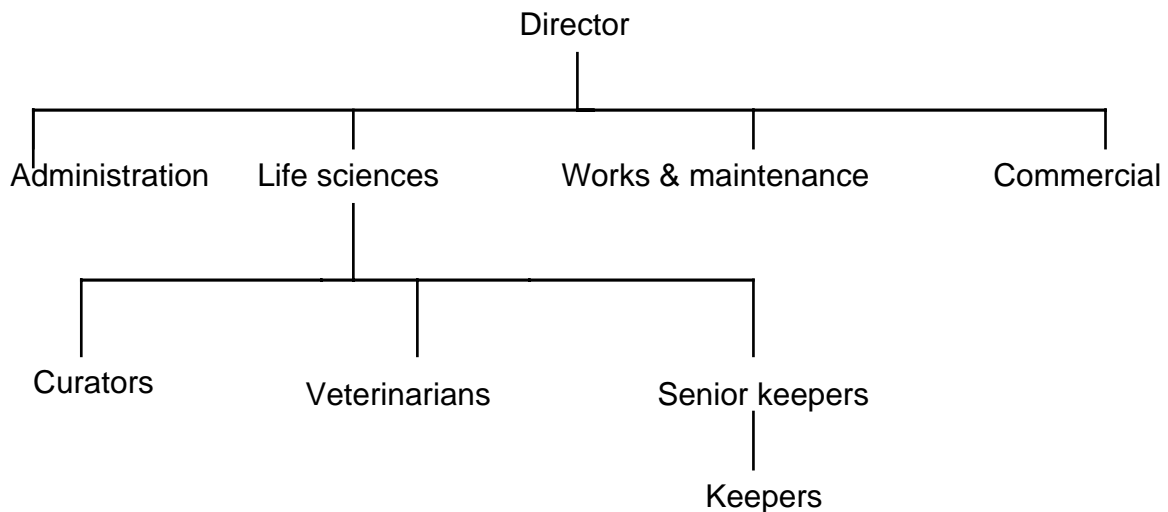 Director
Administration Life sciences Works & maintenance Commercial
Curators Veterinarians Senior keepers
Keepers